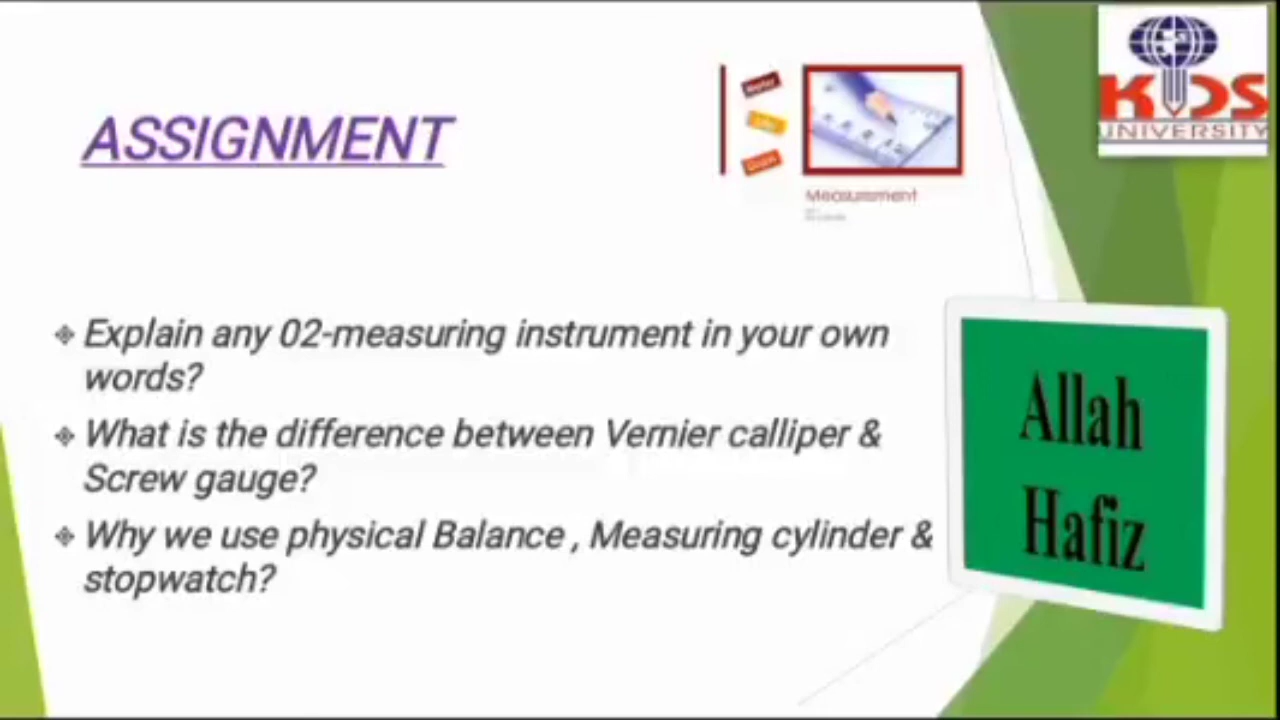 ASSIGNMENT
Measurement
KIDS
UNIVERSITY
Explain any 02-measuring instrument in your own
words?
What is the difference between Vernier calliper &
Screw gauge?
Why we use physical Balance , Measuring cylinder &
stopwatch?
Allah
Hafiz